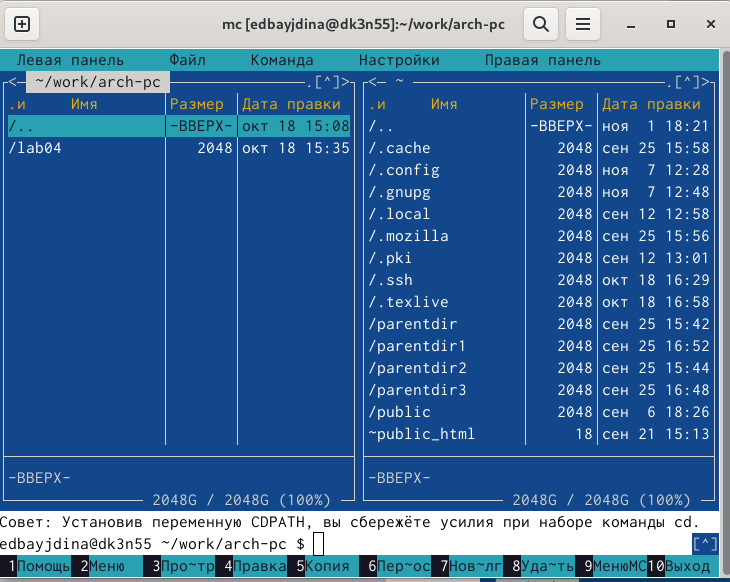 mc [edbayjdina@dk3n55]:~/work/arch-pc
Левая панель Файл Команда Настройки Правая панель
<— ~/work/arch-pc .[^]>
.и Имя Размер Дата правки
/.. -ВВЕРХ- окт 18 15:08
/lab04 2048 окт 18 15:35
-ВВЕРХ-
2048G / 2048G (100%)
<— ~ .[^]>
.и Имя Размер Дата правки
/.. -ВВЕРХ- ноя 1 18:21
/.cache 2048 сен 25 15:58
/.config 2048 ноя 7 12:28
/.gnupg 2048 ноя 7 12:48
/.local 2048 сен 12 12:58
/.mozilla 2048 сен 25 15:56
/.pki 2048 сен 12 13:01
/.ssh 2048 окт 18 16:29
/.texlive 2048 окт 18 16:58
/parentdir 2048 сен 25 15:42
/parentdir1 2048 сен 25 16:52
/parentdir2 2048 сен 25 15:44
/parentdir3 2048 сен 25 16:48
/public 2048 сен 6 18:26
~public_html 18 сен 21 15:13
-ВВЕРХ-
2048G / 2048G (100%)
Совет: Установив переменную CDPATH, вы сбережёте усилия при наборе команды cd.
edbayjdina@dk3n55 ~/work/arch-pc $ [^]
1Помощь 2Меню 3Про~тр 4Правка 5Копия 6Пер~ос 7Нов~лг 8Уда~ть 9МенюMC 10Выход